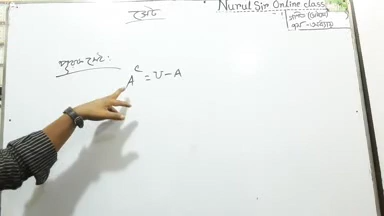 সেট
Nurul Sir Online class
পূরক সেট:
A^c = U - A